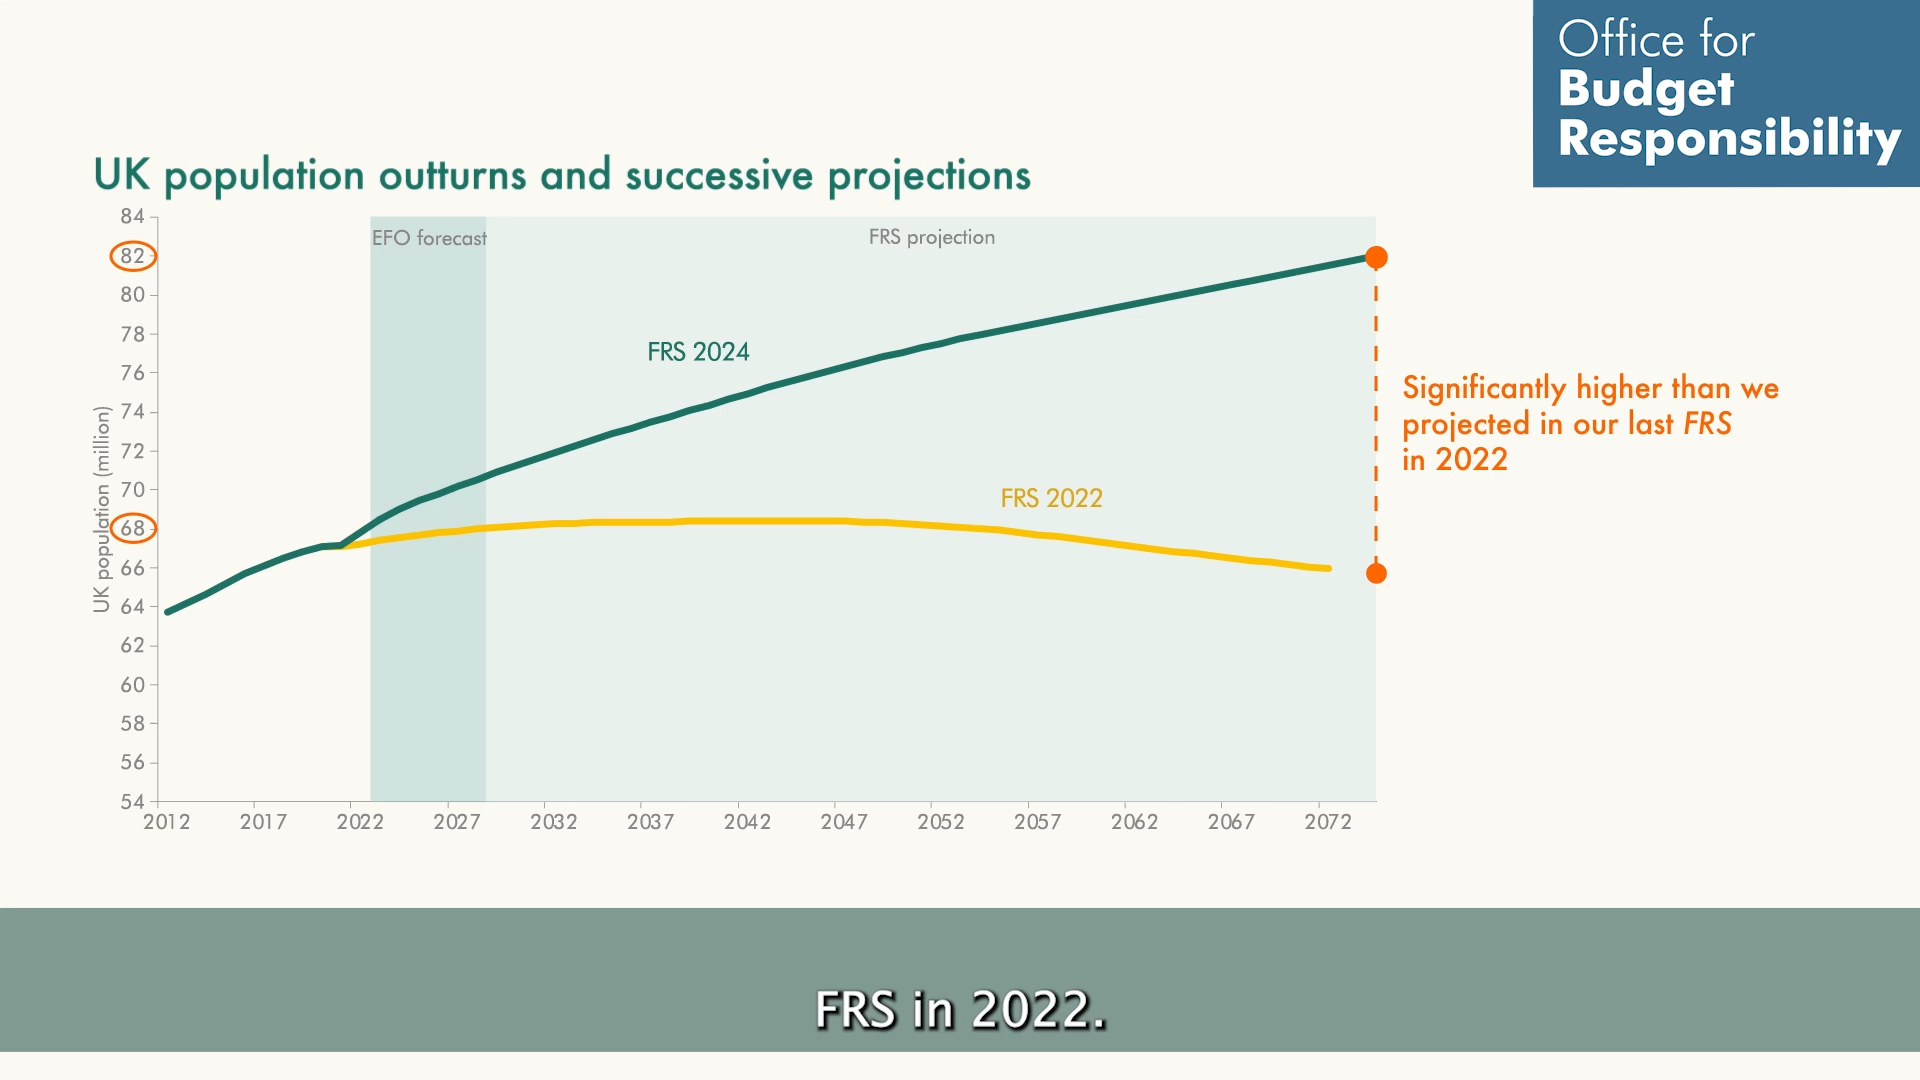 Office for
Budget
Responsibility
UK population outturns and successive projections
UK population (million)
84
82
80
78
76
74
72
70
68
66
64
62
60
58
56
54
EFO forecast
FRS projection
FRS 2024
FRS 2022
Significantly higher than we
projected in our last FRS
in 2022
2012 2017 2022 2027 2032 2037 2042 2047 2052 2057 2062 2067 2072
FRS in 2022.